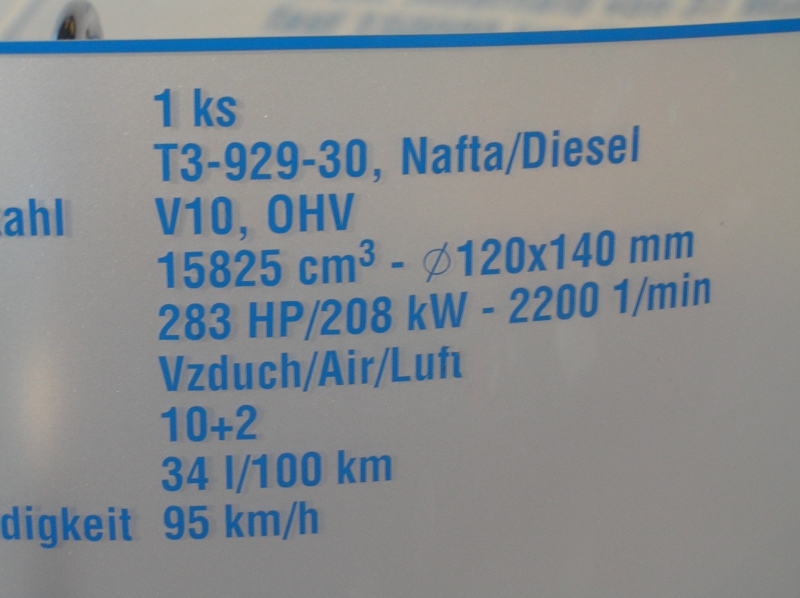 1 ks
T3-929-30, Nafta/Diesel
zahl V10, OHV
15825 cm³ - ⌀120x140 mm
283 HP/208 kW - 2200 1/min
Vzduch/Air/Luft
10+2
34 l/100 km
digkeit 95 km/h